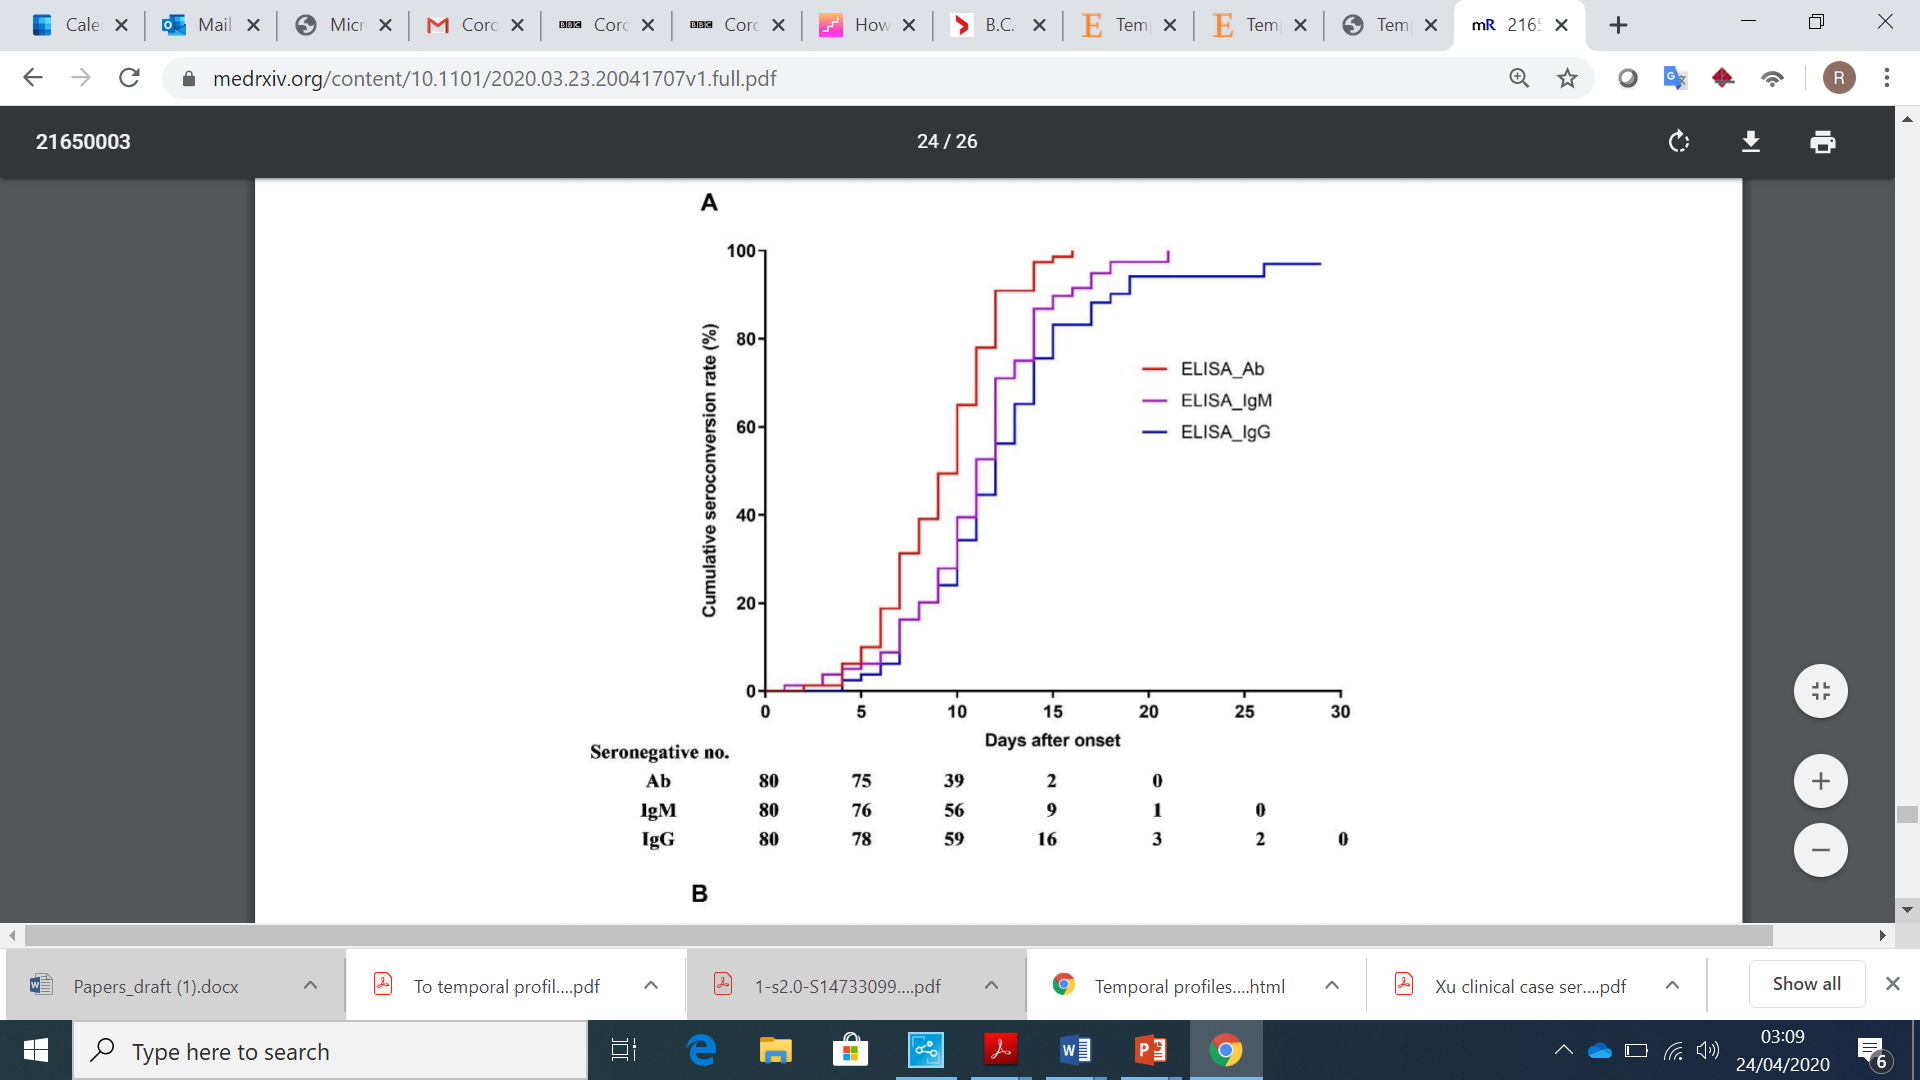 Cale
Mail
Micr
Corc
BBC Corc
BBC Corc
How
B.C.
E Tem
E Tem
Tem
mR 2165
medrxiv.org/content/10.1101/2020.03.23.20041707v1.full.pdf
R
21650003
24 / 26
A
100
80
60
40
20
0
Cumulative seroconversion rate (%)
ELISA_Ab
ELISA_IgM
ELISA_IgG
0 5 10 15 20 25 30
Days after onset
Seronegative no.
Ab 80 75 39 2 0
IgM 80 76 56 9 1 0
IgG 80 78 59 16 3 2 0
B
Papers_draft (1).docx
To temporal profil....pdf
1-s2.0-S14733099....pdf
Temporal profiles....html
Xu clinical case ser....pdf
Show all
Type here to search
03:09
24/04/2020
6